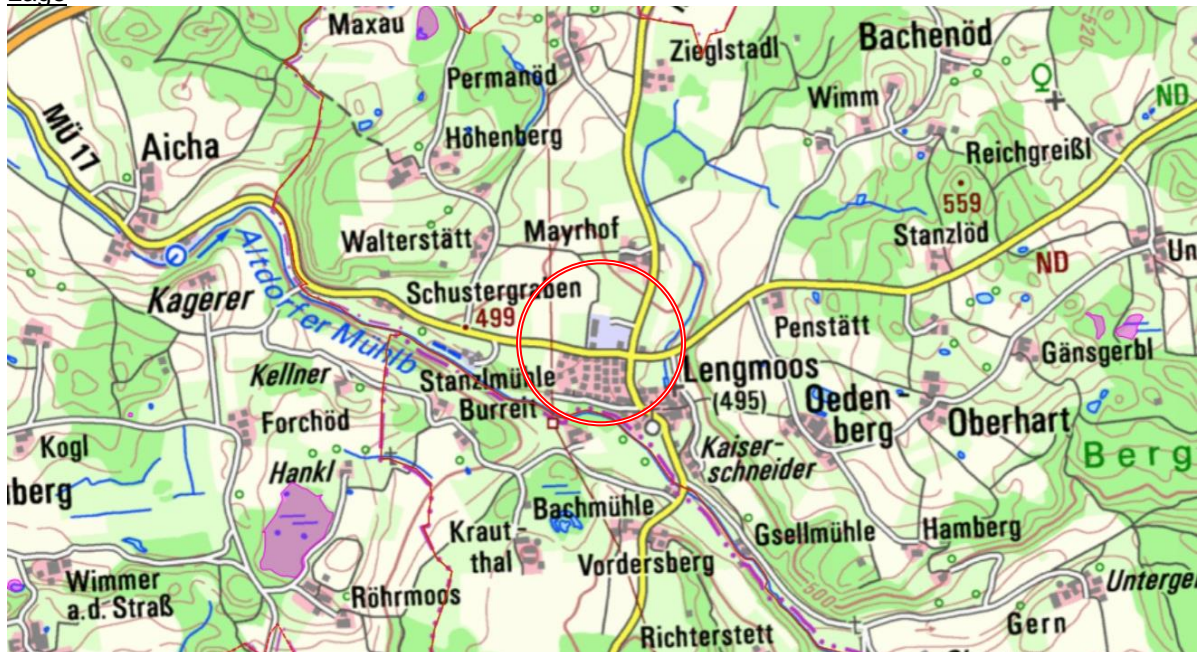 Maxau
Zieglstadl
Bachenöd
520
Permanöd
Wimm
ND
MÜ 17
Aicha
Höhenberg
Reichgreißl
559
Walterstätt
Mayrhof
Stanzlöd
ND
Un
Altdorfer Mühlb
Kagerer
Schustergraben
499
Penstätt
Gänsgerbl
Kellner
Stanzlmühle
Lengmoos
(495)
Burreit
Oeden-
berg
Oberhart
Forchöd
Kogl
Kaiser-
schneider
Berg
Hankl
berg
Bachmühle
Kraut-
thal
Gsellmühle
Hamberg
Vordersberg
Wimmer
a.d. Straß
Röhrmoos
500
Unterge
Gern
Richterstett